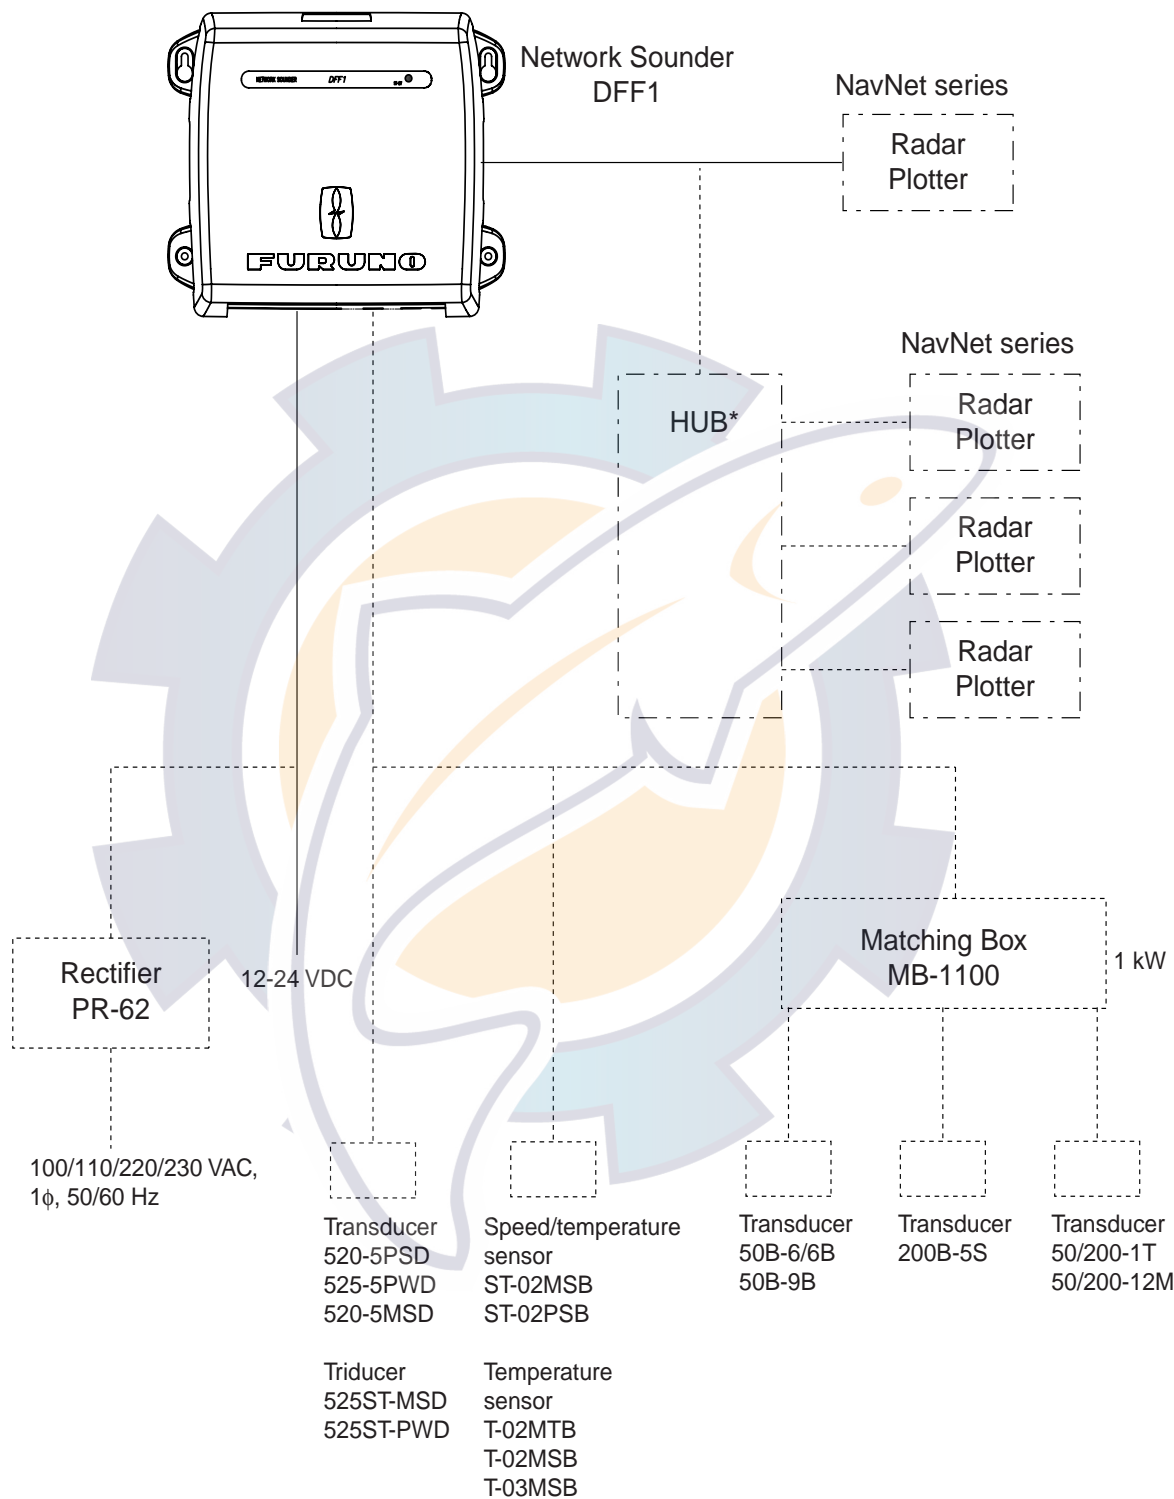 Network Sounder
DFF1
NETWORK SOUNDER DFF1
FURUNO
NavNet series
Radar
Plotter
NavNet series
HUB*
Radar
Plotter
Radar
Plotter
Radar
Plotter
Rectifier
PR-62
12-24 VDC
Matching Box
MB-1100
1 kW
100/110/220/230 VAC,
1ϕ, 50/60 Hz
Transducer
520-5PSD
525-5PWD
520-5MSD
Triducer
525ST-MSD
525ST-PWD
Speed/temperature
sensor
ST-02MSB
ST-02PSB
Temperature
sensor
T-02MTB
T-02MSB
T-03MSB
Transducer
50B-6/6B
50B-9B
Transducer
200B-5S
Transducer
50/200-1T
50/200-12M